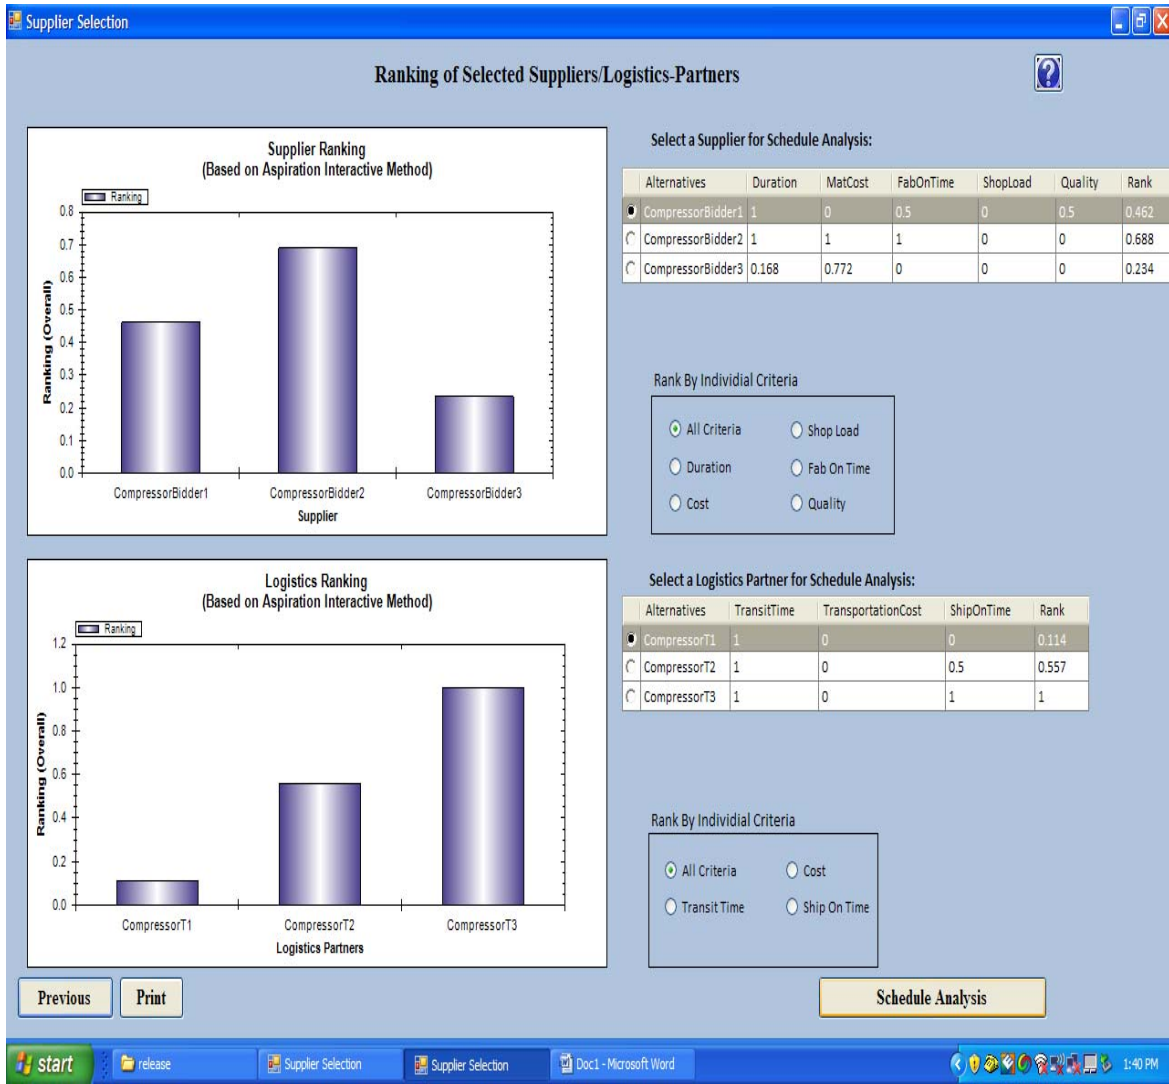 Supplier Selection
Ranking of Selected Suppliers/Logistics-Partners
Supplier Ranking
(Based on Aspiration Interactive Method)
Ranking
0.8
0.7
0.6
0.5
0.4
0.3
0.2
0.1
0.0
Ranking (Overall)
CompressorBidder1 CompressorBidder2 CompressorBidder3
Supplier
Select a Supplier for Schedule Analysis:
Alternatives Duration MatCost FabOnTime ShopLoad Quality Rank
CompressorBidder1 1 0 0.5 0 0.5 0.462
CompressorBidder2 1 1 1 0 0 0.688
CompressorBidder3 0.168 0.772 0 0 0 0.234
Rank By Individial Criteria
All Criteria Shop Load
Duration Fab On Time
Cost Quality
Logistics Ranking
(Based on Aspiration Interactive Method)
Ranking
1.2
1.0
0.8
0.6
0.4
0.2
0.0
Ranking (Overall)
CompressorT1 CompressorT2 CompressorT3
Logistics Partners
Select a Logistics Partner for Schedule Analysis:
Alternatives TransitTime TransportationCost ShipOnTime Rank
CompressorT1 1 0 0 0.114
CompressorT2 1 0 0.5 0.557
CompressorT3 1 0 1 1
Rank By Individial Criteria
All Criteria Cost
Transit Time Ship On Time
Previous Print Schedule Analysis
start release Supplier Selection Supplier Selection Doc1 - Microsoft Word 1:40 PM